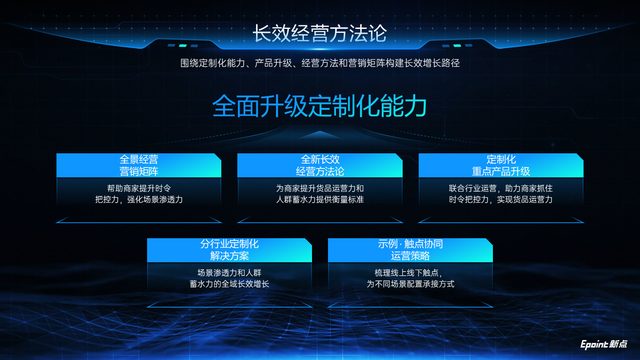 长效经营方法论
围绕定制化能力、产品升级、经营方法和营销矩阵构建长效增长路径
全面升级定制化能力
全景经营
营销矩阵
帮助商家提升时令
把控力，强化场景渗透力
全新长效
经营方法论
为商家提升货品运营力和
人群蓄水力提供衡量标准
定制化
重点产品升级
联合行业运营，助力商家抓住
时令把控力，实现货品运营力
分行业定制化
解决方案
场景渗透力和人群
蓄水力的全域长效增长
示例·触点协同
运营策略
梳理线上线下触点，
为不同场景配置承接方式
Epoint新点